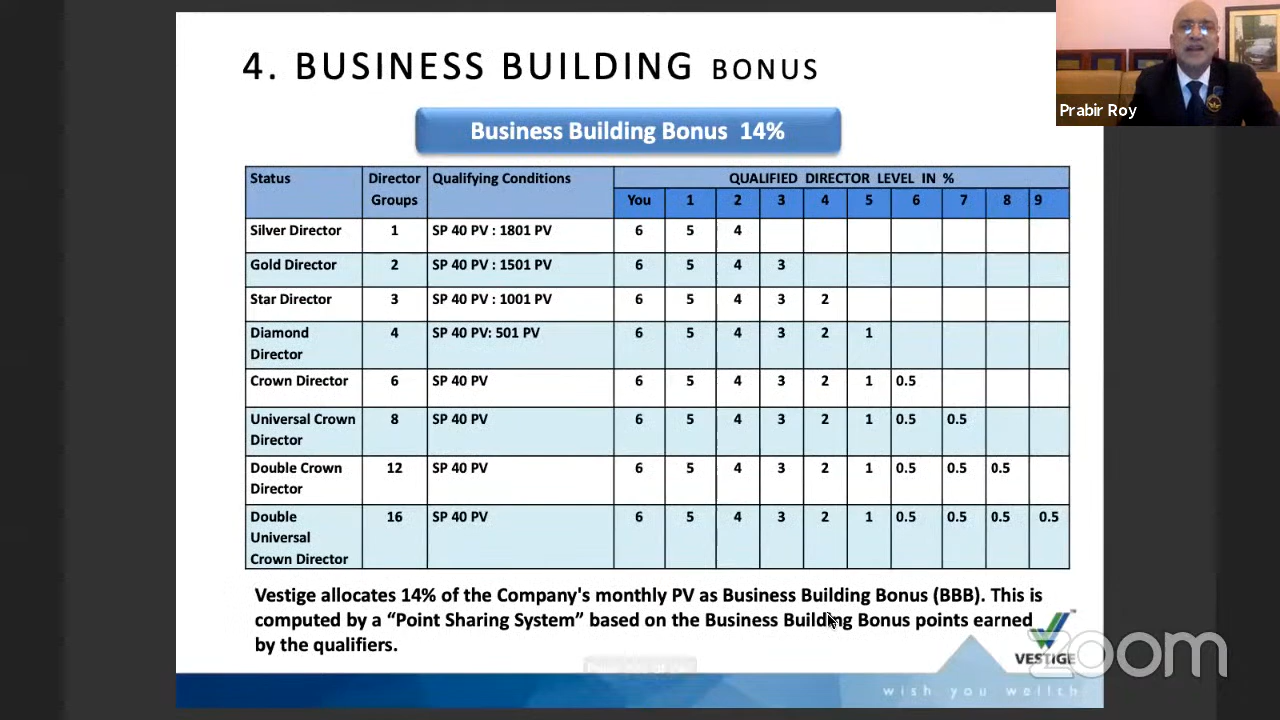 4. BUSINESS BUILDING BONUS
Prabir Roy
Business Building Bonus 14%
Status Director Groups Qualifying Conditions QUALIFIED DIRECTOR LEVEL IN %
You 1 2 3 4 5 6 7 8 9
Silver Director 1 SP 40 PV : 1801 PV 6 5 4
Gold Director 2 SP 40 PV : 1501 PV 6 5 4 3
Star Director 3 SP 40 PV : 1001 PV 6 5 4 3 2
Diamond Director 4 SP 40 PV: 501 PV 6 5 4 3 2 1
Crown Director 6 SP 40 PV 6 5 4 3 2 1 0.5
Universal Crown Director 8 SP 40 PV 6 5 4 3 2 1 0.5 0.5
Double Crown Director 12 SP 40 PV 6 5 4 3 2 1 0.5 0.5 0.5
Double Universal Crown Director 16 SP 40 PV 6 5 4 3 2 1 0.5 0.5 0.5 0.5
Vestige allocates 14% of the Company's monthly PV as Business Building Bonus (BBB). This is
computed by a “Point Sharing System” based on the Business Building Bonus points earned
by the qualifiers.
VESTIGE
zoom
wish you wellth